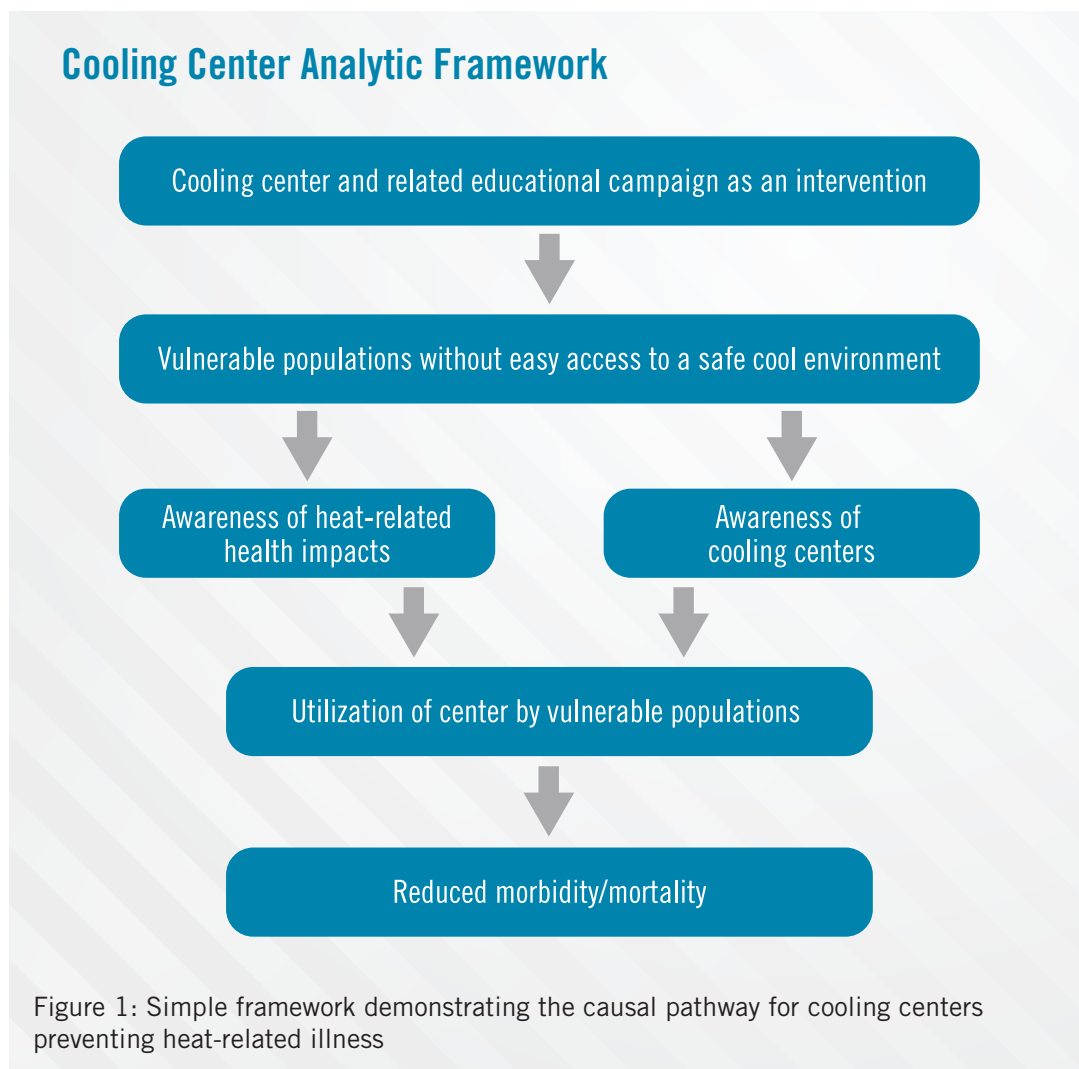 Cooling Center Analytic Framework
Cooling center and related educational campaign as an intervention
Vulnerable populations without easy access to a safe cool environment
Awareness of heat-related
health impacts
Awareness of
cooling centers
Utilization of center by vulnerable populations
Reduced morbidity/mortality
Figure 1: Simple framework demonstrating the causal pathway for cooling centers
preventing heat-related illness